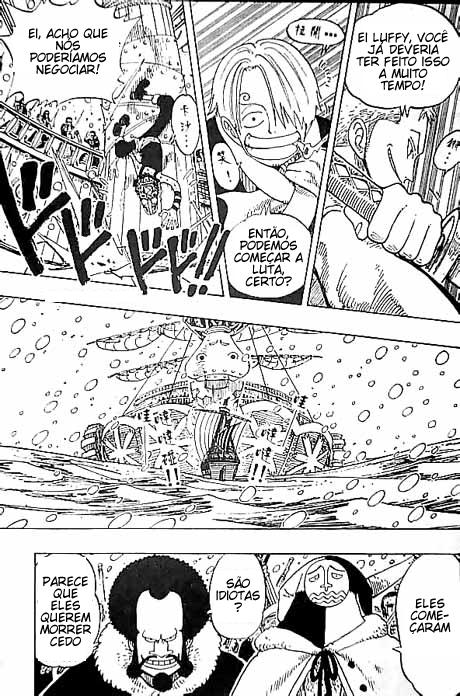 EI LUFFY, VOCÊ
JÁ DEVERIA
TER FEITO ISSO
A MUITO
TEMPO!
ENTÃO,
PODEMOS
COMEÇAR A
LUTA,
CERTO?
EI, ACHO QUE
NÓS
PODERÍAMOS
NEGOCIAR!
ELES
COME-
ÇARAM
SÃO
IDIOTAS
?
PARECE
QUE
ELES
QUEREM
MORRER
CEDO